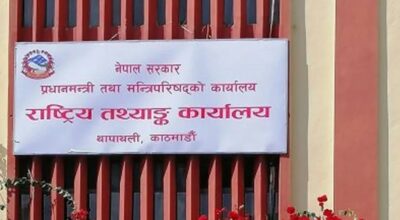 नेपाल सरकार
प्रधानमन्त्री तथा मन्त्रिपरिषद्को कार्यालय
राष्ट्रिय तथ्याङ्क कार्यालय
थापाथली, काठमाडौं